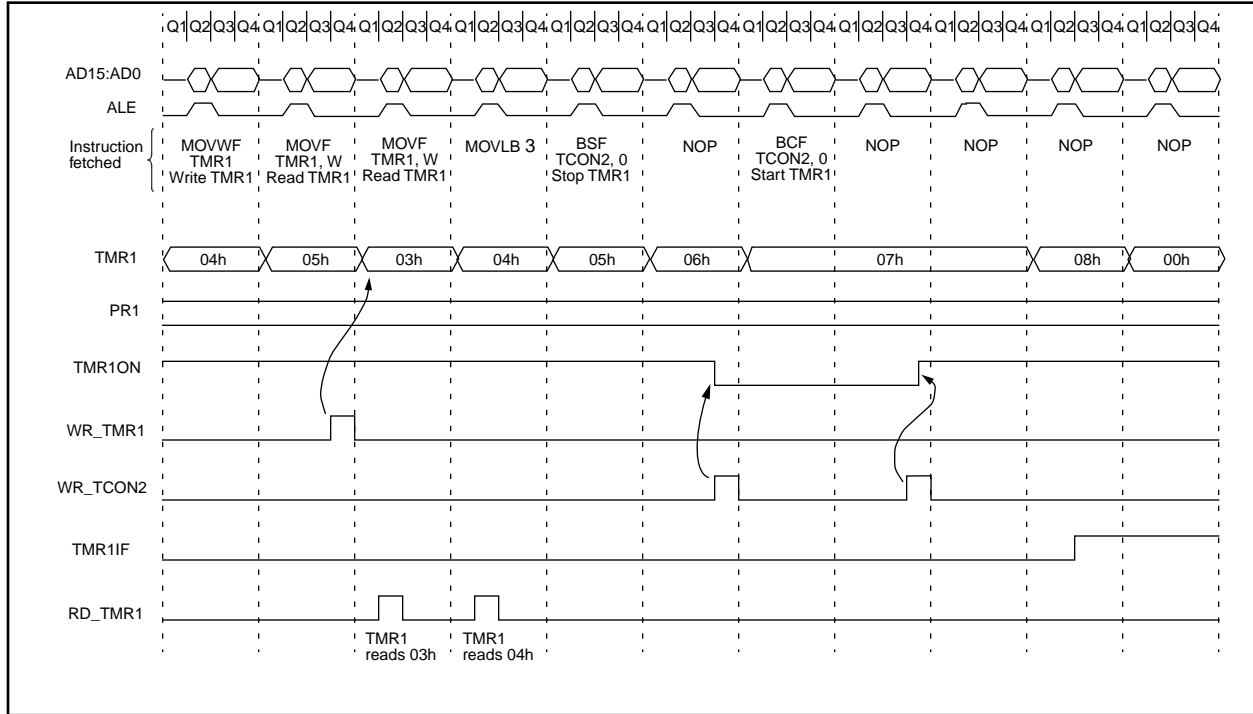 Q1 Q2 Q3 Q4 Q1 Q2 Q3 Q4 Q1 Q2 Q3 Q4 Q1 Q2 Q3 Q4 Q1 Q2 Q3 Q4 Q1 Q2 Q3 Q4 Q1 Q2 Q3 Q4 Q1 Q2 Q3 Q4 Q1 Q2 Q3 Q4 Q1 Q2 Q3 Q4 Q1 Q2 Q3 Q4
AD15:AD0
ALE
Instruction
fetched
MOVWF
TMR1
Write TMR1
MOVF
TMR1, W
Read TMR1
MOVF
TMR1, W
Read TMR1
MOVLB 3
BSF
TCON2, 0
Stop TMR1
NOP
BCF
TCON2, 0
Start TMR1
NOP
NOP
NOP
NOP
TMR1 04h 05h 03h 04h 05h 06h 07h 08h 00h
PR1
TMR1ON
WR_TMR1
WR_TCON2
TMR1IF
RD_TMR1
TMR1
reads 03h
TMR1
reads 04h